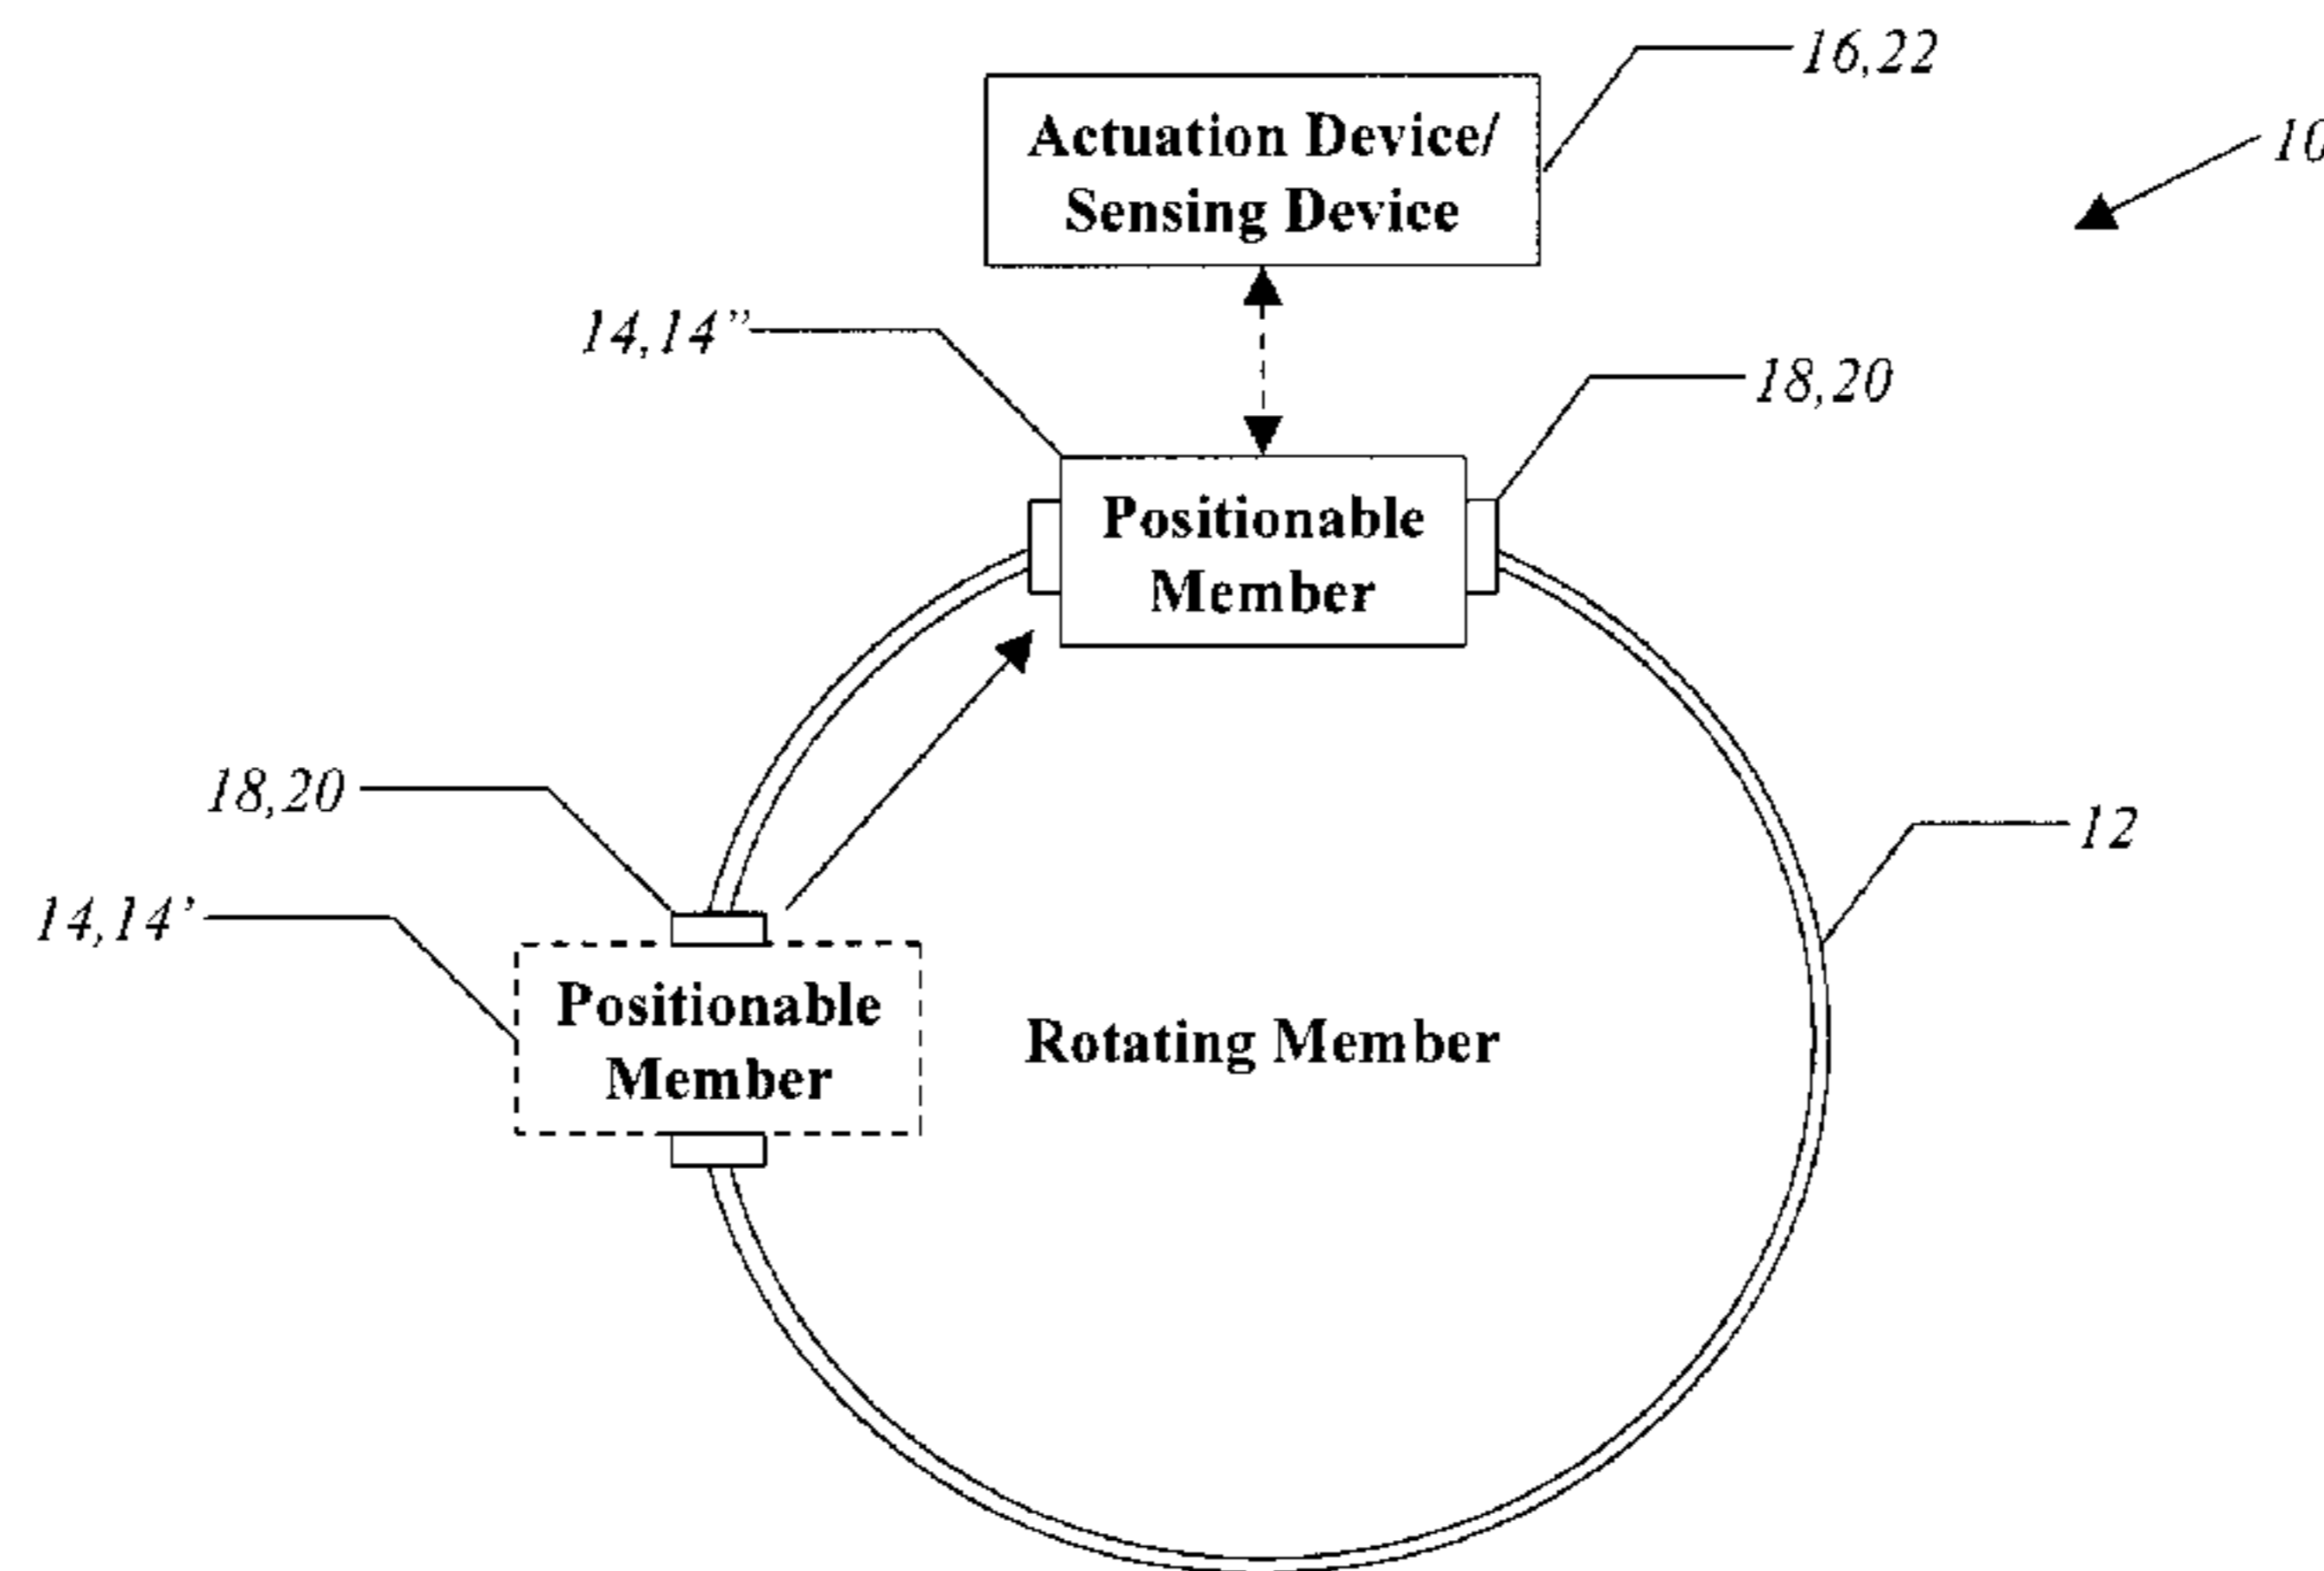 16,22
Actuation Device/
Sensing Device
10
14,14”
18,20
Positionable
Member
18,20
12
14,14’
Positionable
Member
Rotating Member